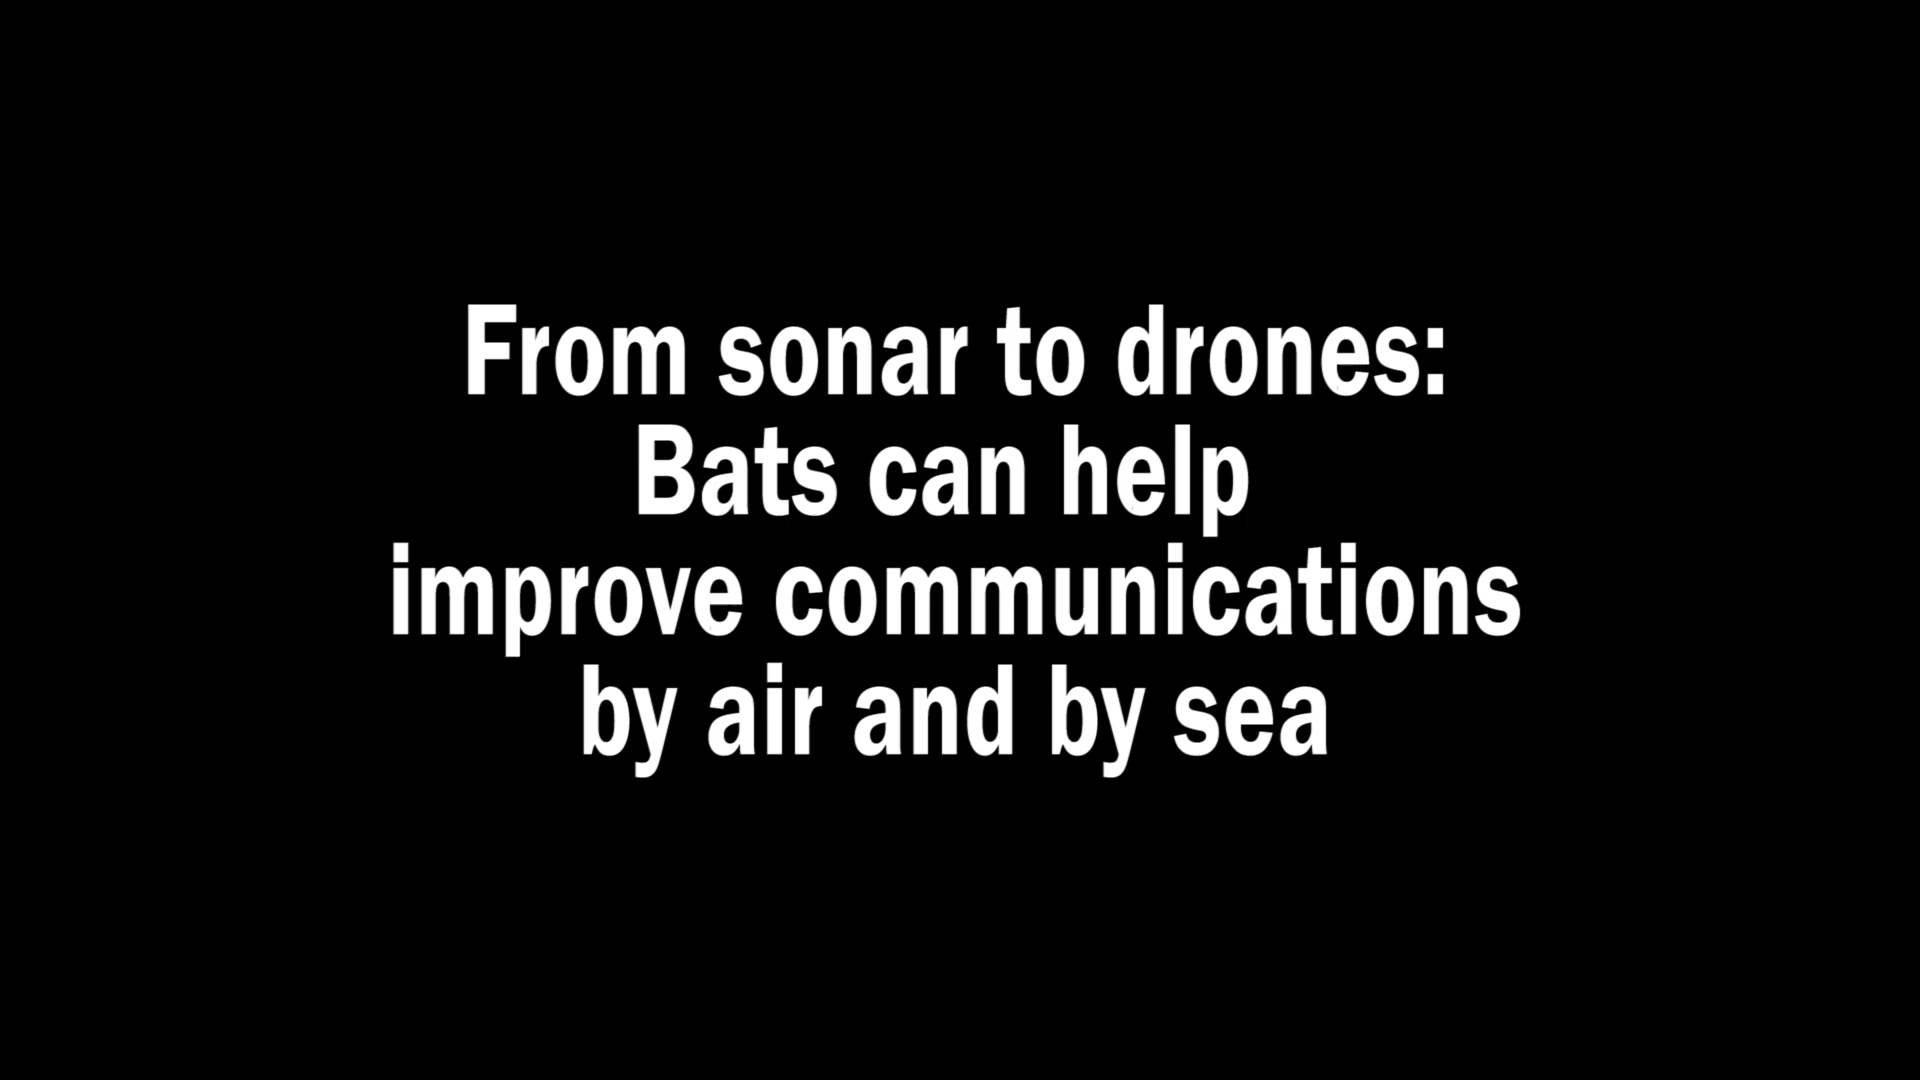 From sonar to drones:
Bats can help
improve communications
by air and by sea